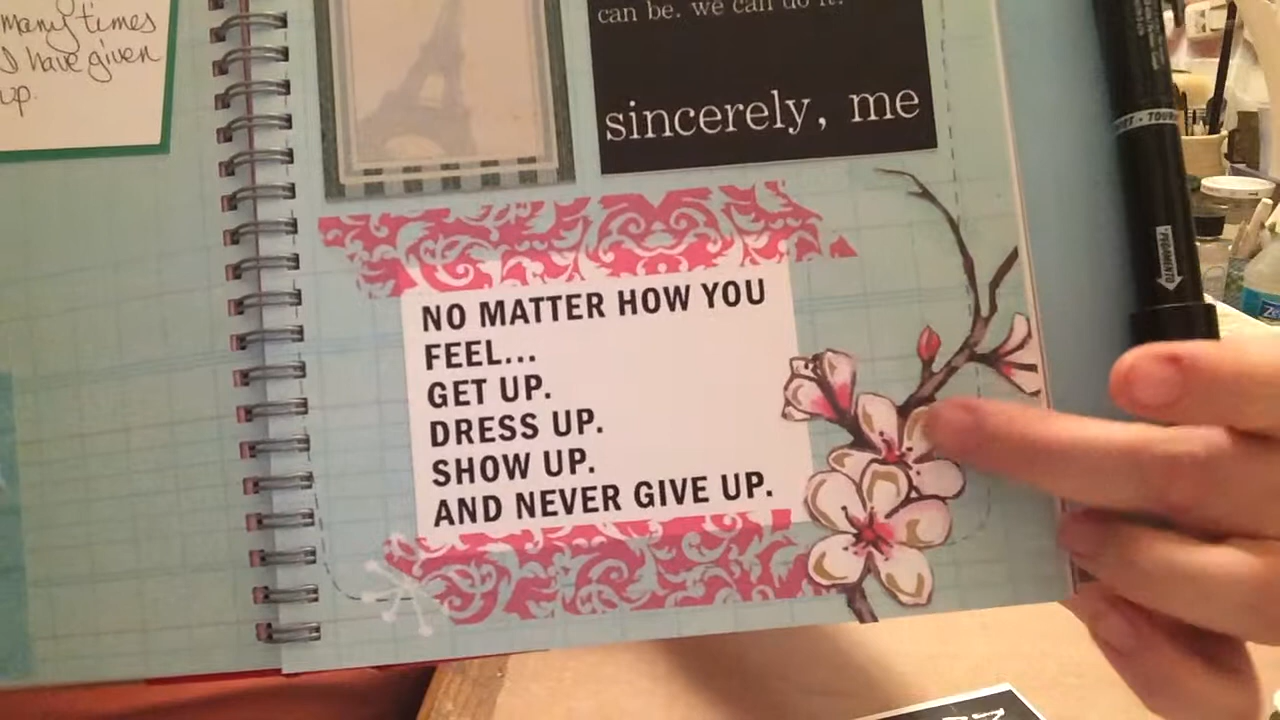 many times
I have given
up.
can be. we can do it.
sincerely, me
NO MATTER HOW YOU
FEEL...
GET UP.
DRESS UP.
SHOW UP.
AND NEVER GIVE UP.
PEGAMENTO